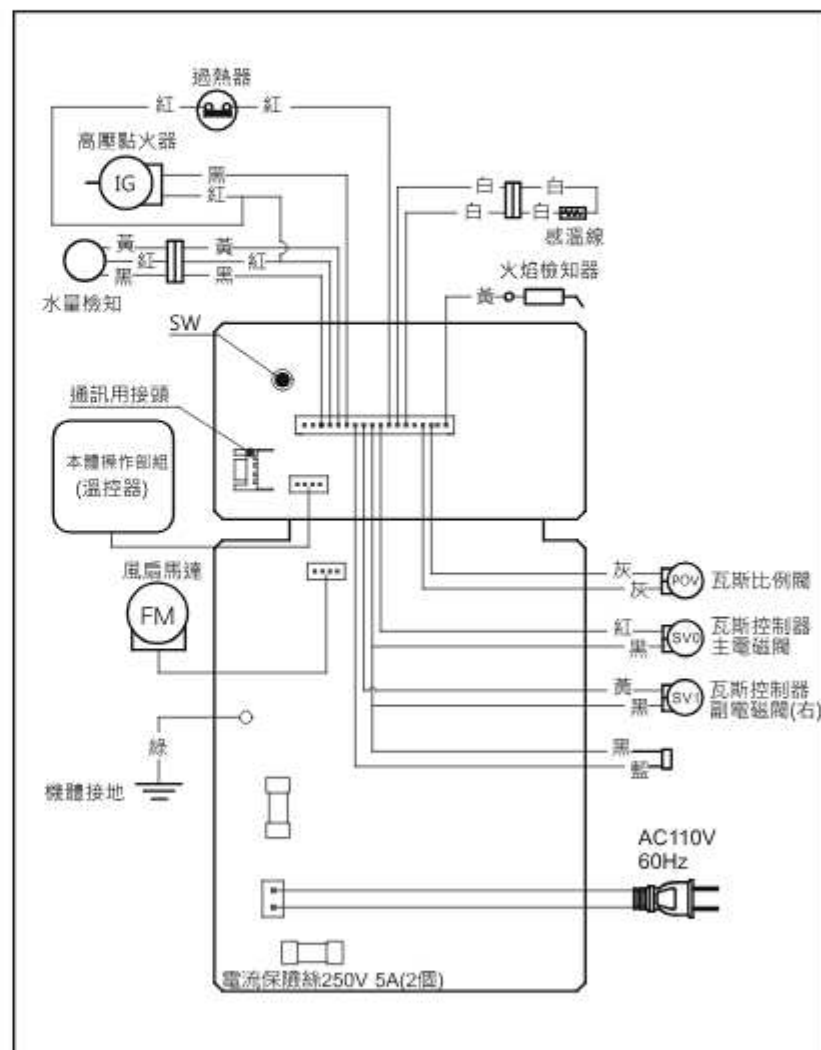 過熱器
紅 紅
高壓點火器
IG
黑
紅
白 白
白 白
感溫線
黃 黃
紅 紅
黑 黑
水量檢知
火焰檢知器
黃
SW
通訊用接頭
本體操作部組
(溫控器)
風扇馬達
FM
灰
灰
POV
瓦斯比例閥
紅
黑
SV0
瓦斯控制器
主電磁閥
黃
黑
SV1
瓦斯控制器
副電磁閥(右)
黑
藍
綠
機體接地
AC110V
60Hz
電流保險絲250V 5A(2個)